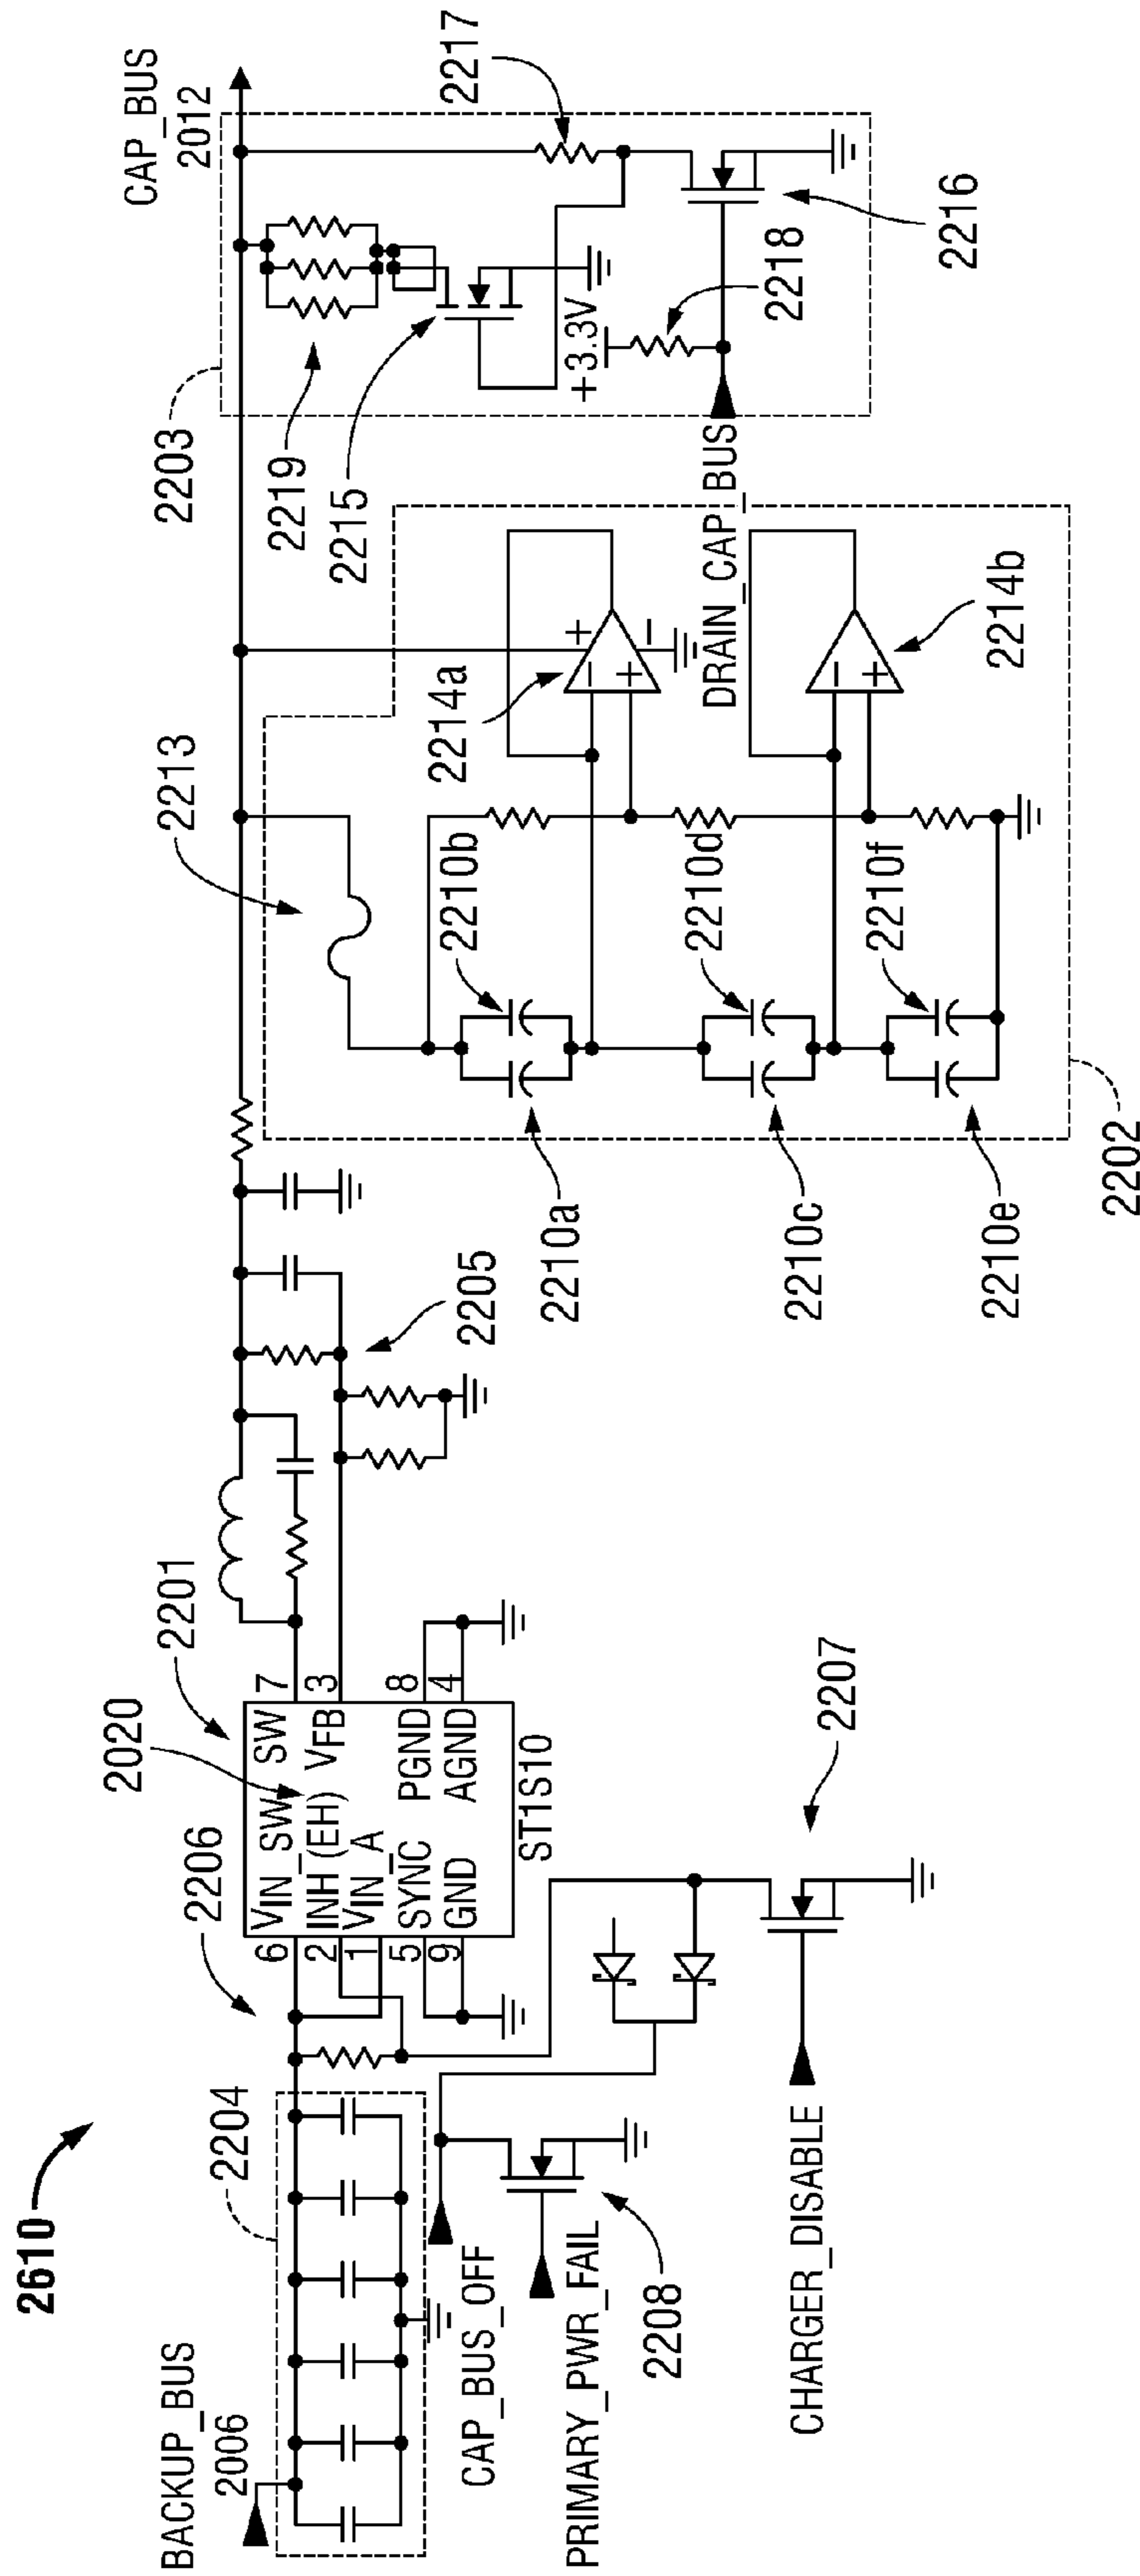 2610
BACKUP_BUS
2006
2204
2206
2020
2201
6
2
1
5
9
VIN_SW
INH (EH)
VIN_A
SYNC
GND
SW
VFB
PGND
AGND
7
3
8
4
ST1S10
CAP_BUS_OFF
PRIMARY_PWR_FAIL
2208
CHARGER_DISABLE
2207
2205
2213
2210a
2210b
2210c
2210d
2210e
2210f
2202
2214a
+
−
−
+
2214b
−
+
DRAIN_CAP_BUS
2203
2219
2215
+3.3V
2218
2216
2217
CAP_BUS
2012